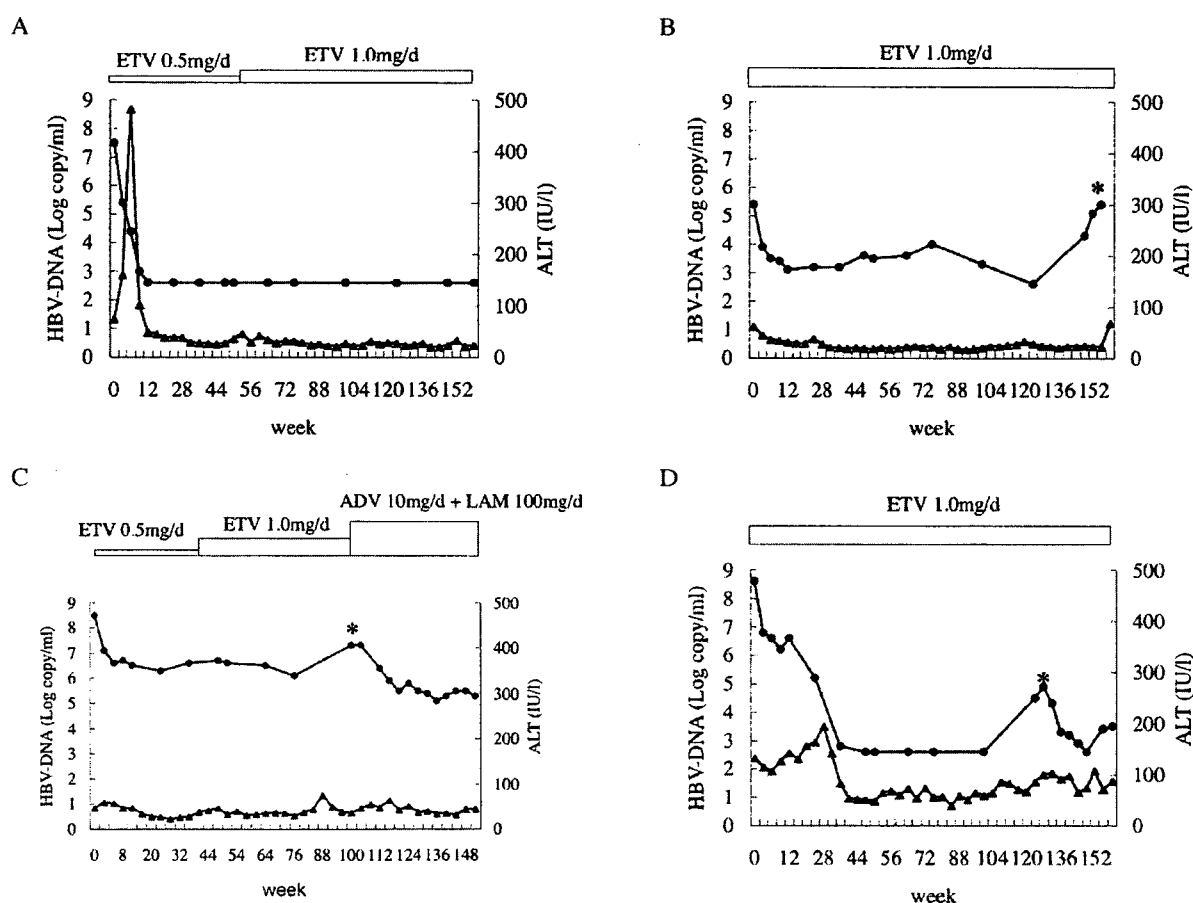 A
ETV 0.5mg/d
ETV 1.0mg/d
HBV-DNA (Log copy/ml)
9
8
7
6
5
4
3
2
1
0
500
400
300
200
100
0
ALT (IU/l)
0 12 28 44 56 72 88 104 120 136 152
week
B
ETV 1.0mg/d
HBV-DNA (Log copy/ml)
9
8
7
6
5
4
3
2
1
0
*
500
400
300
200
100
0
ALT (IU/l)
0 12 28 44 56 72 88 104 120 136 152
week
C
ETV 0.5mg/d
ETV 1.0mg/d
ADV 10mg/d + LAM 100mg/d
HBV-DNA (Log copy/ml)
9
8
7
6
5
4
3
2
1
0
*
500
400
300
200
100
0
ALT (IU/l)
0 8 20 32 44 54 64 76 88 100 112 124 136 148
week
D
ETV 1.0mg/d
HBV-DNA (Log copy/ml)
9
8
7
6
5
4
3
2
1
0
*
500
400
300
200
100
0
ALT (IU/l)
0 12 28 44 56 72 88 104 120 136 152
week